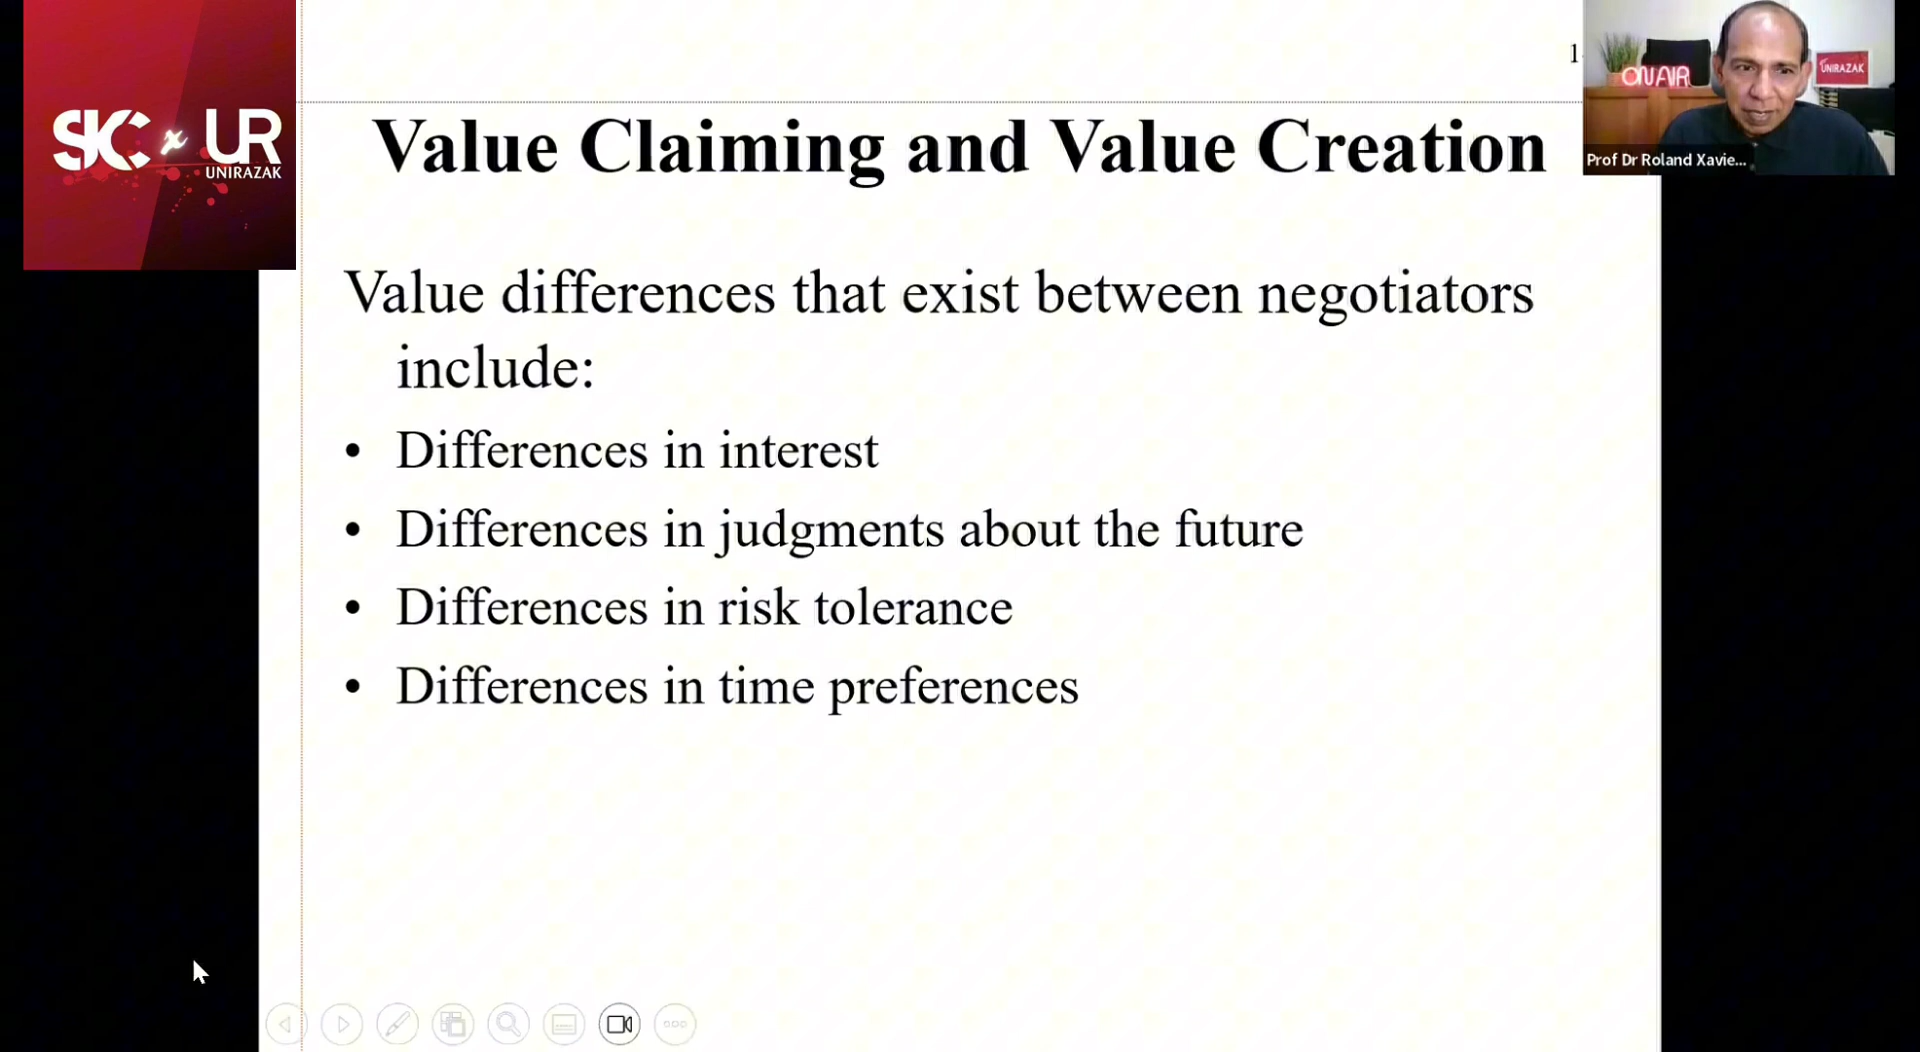 SIC x UR
UNIRAZAK
1
Value Claiming and Value Creation
ON AIR
UNIRAZAK
Prof Dr Roland Xavie...
Value differences that exist between negotiators
include:
• Differences in interest
• Differences in judgments about the future
• Differences in risk tolerance
• Differences in time preferences